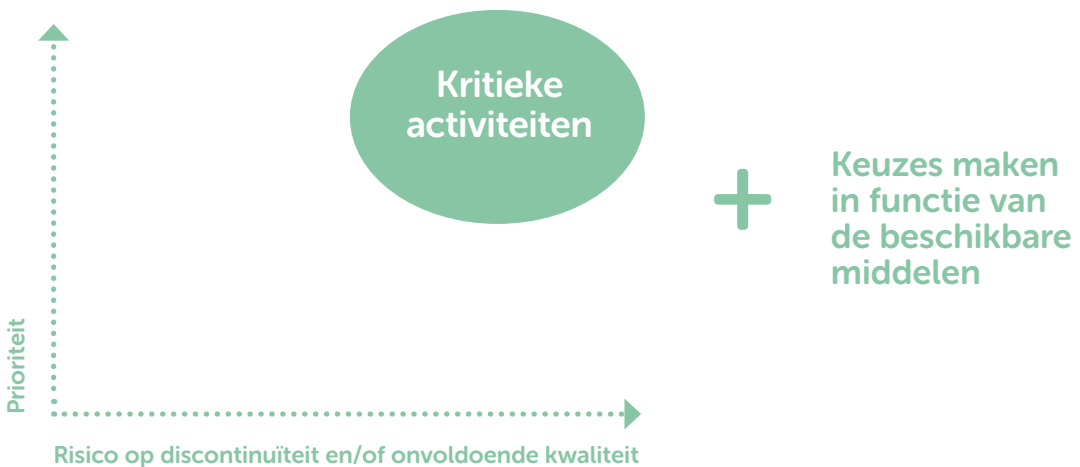 Kritieke
activiteiten
Keuzes maken
in functie van
de beschikbare
middelen
Prioriteit
Risico op discontinuïteit en/of onvoldoende kwaliteit